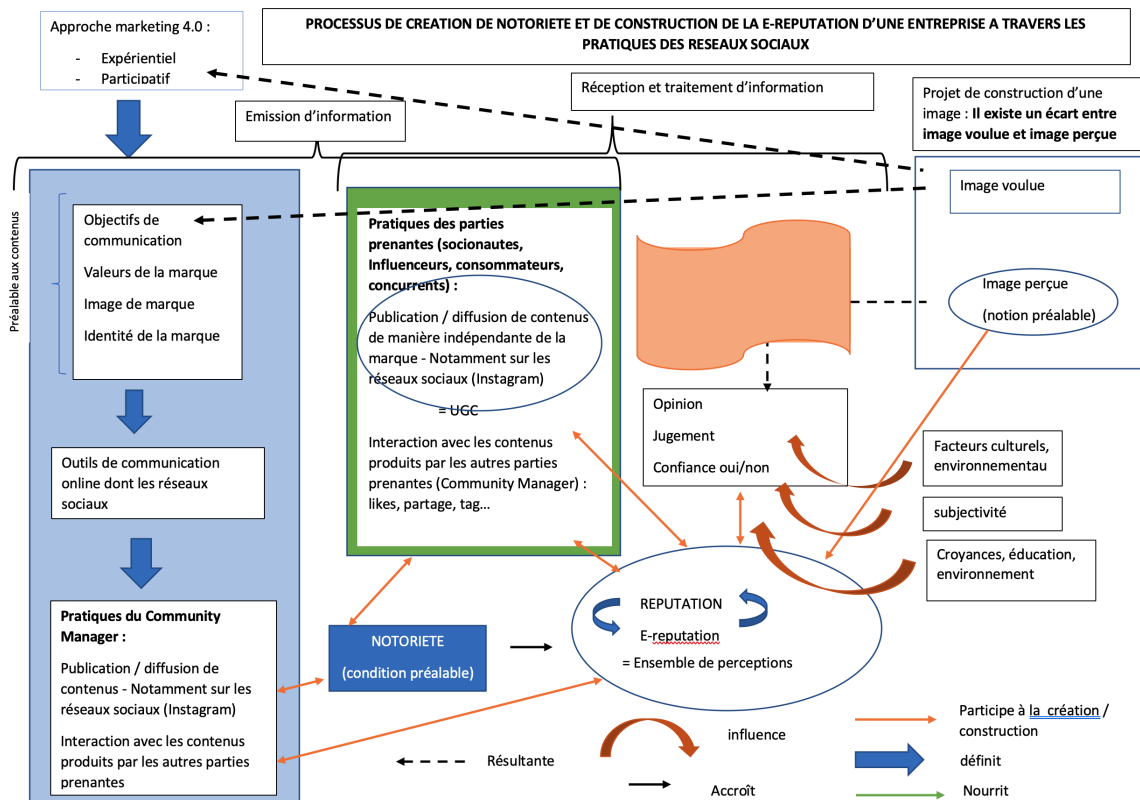 Approche marketing 4.0 :
- Expérientiel
- Participatif
PROCESSUS DE CREATION DE NOTORIETE ET DE CONSTRUCTION DE LA E-REPUTATION D'UNE ENTREPRISE A TRAVERS LES
PRATIQUES DES RESEAUX SOCIAUX
Emission d'information
Réception et traitement d'information
Projet de construction d'une
image : Il existe un écart entre
image voulue et image perçue
Préalable aux contenus
Objectifs de
communication
Valeurs de la marque
Image de marque
Identité de la marque
Outils de communication
online dont les réseaux
sociaux
Pratiques du Community
Manager :
Publication / diffusion de
contenus - Notamment sur les
réseaux sociaux (Instagram)
Interaction avec les contenus
produits par les autres parties
prenantes
Pratiques des parties
prenantes (socionautes,
Influenceurs, consommateurs,
concurrents) :
Publication / diffusion de contenus
de manière indépendante de la
marque - Notamment sur les
réseaux sociaux (Instagram)
= UGC
Interaction avec les contenus
produits par les autres parties
prenantes (Community Manager) :
likes, partage, tag...
Image voulue
Image perçue
(notion préalable)
Opinion
Jugement
Confiance oui/non
Facteurs culturels,
environnementau
subjectivité
Croyances, éducation,
environnement
NOTORIETE
(condition préalable)
REPUTATION
E-reputation
= Ensemble de perceptions
Résultante
influence
Accroît
Participe à la création /
construction
définit
Nourrit